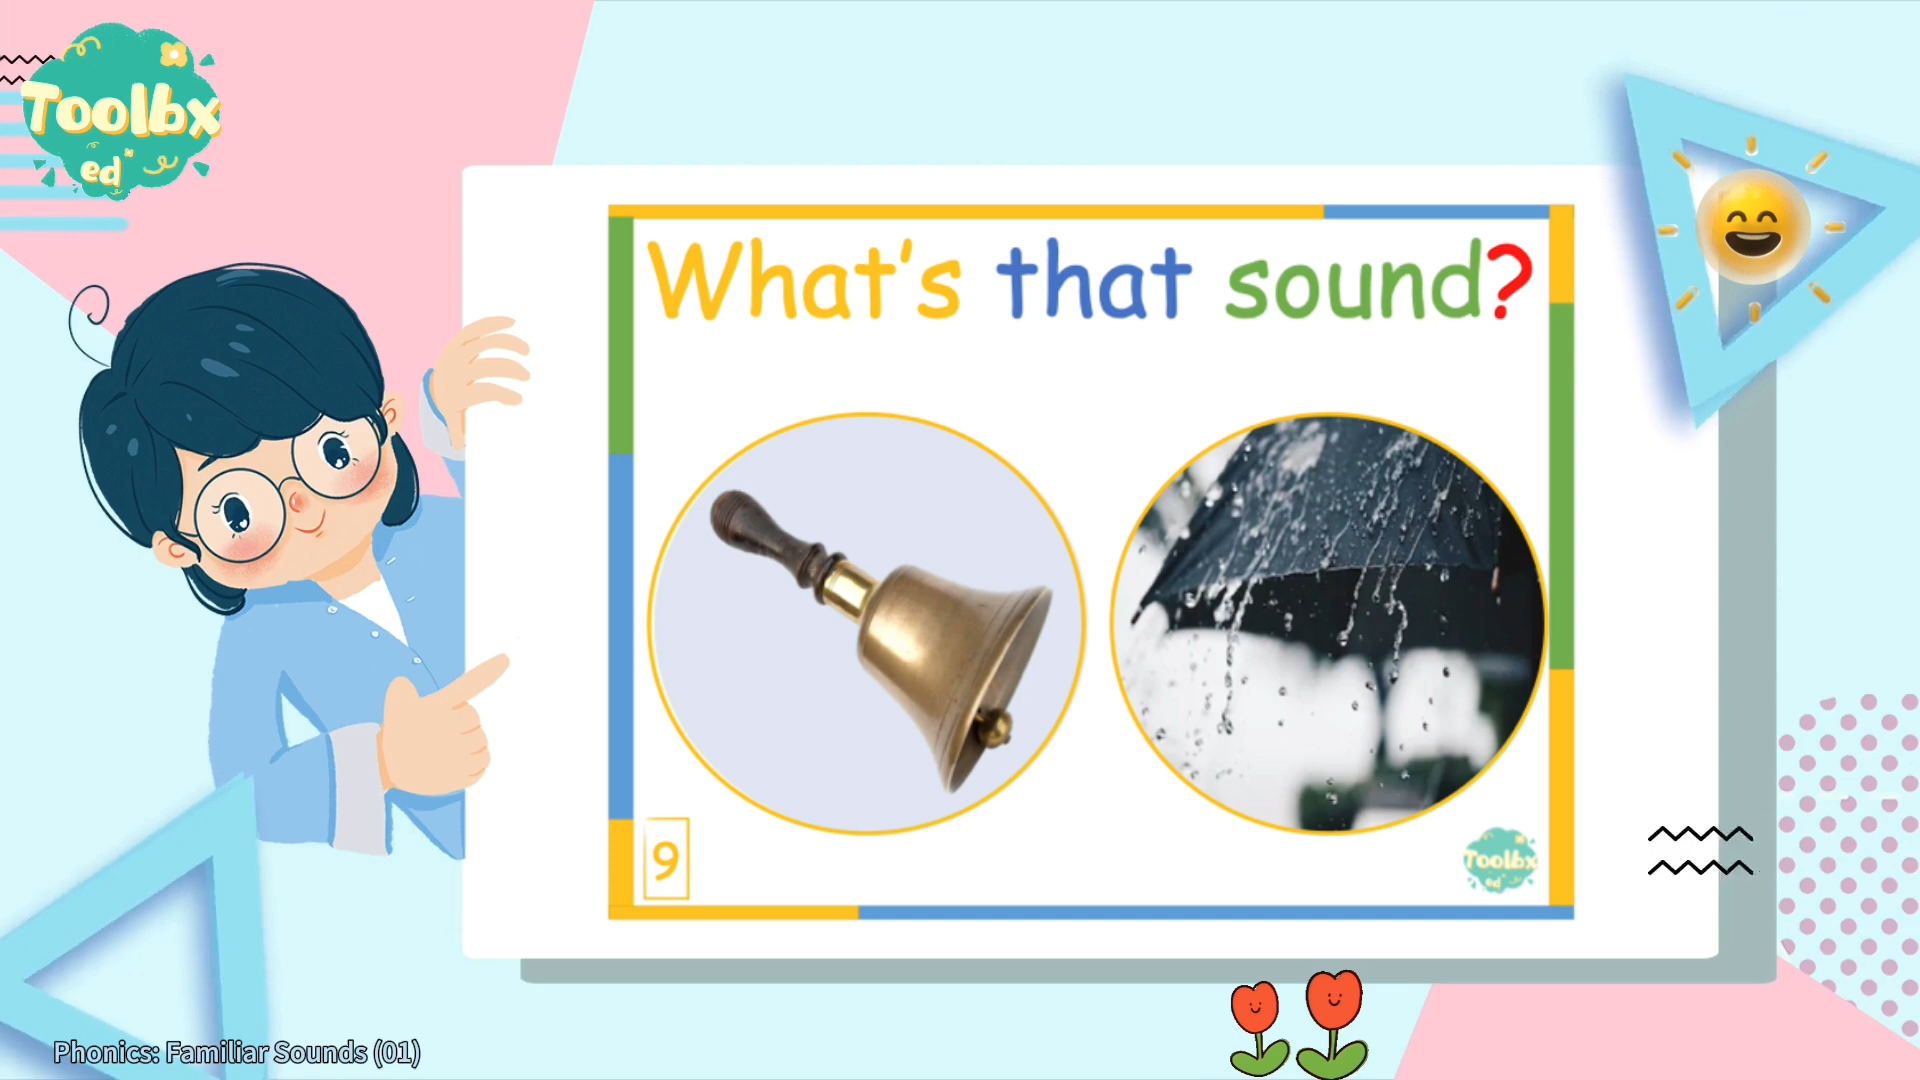 Toolbx
ed
What's that sound?
9
Toolbx
ed
Phonics: Familiar Sounds (01)